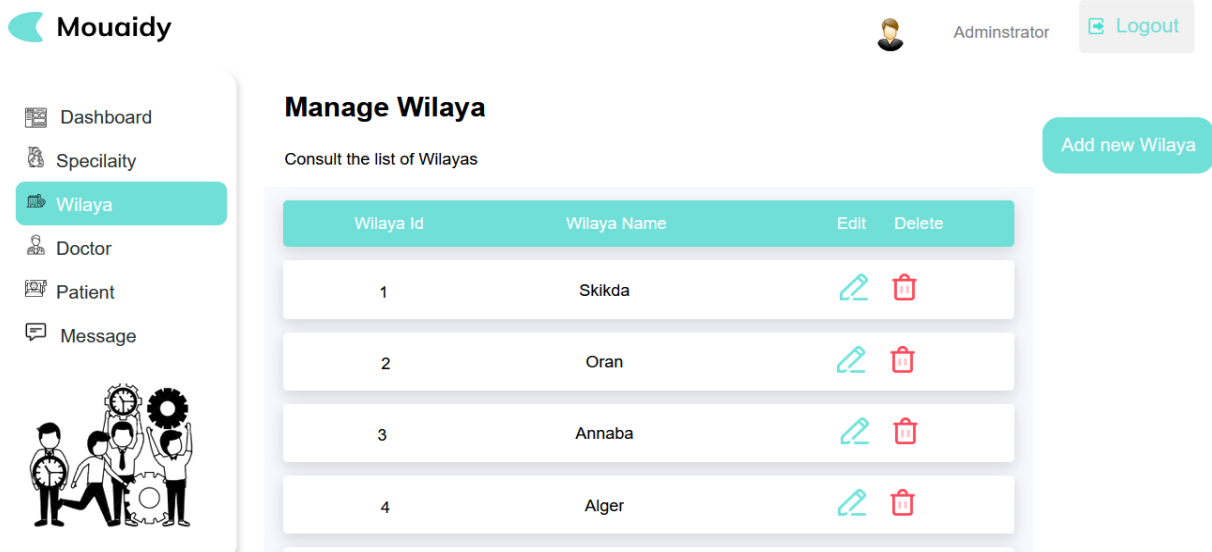 Mouaidy
Adminstrator
Logout
Dashboard
Specilaity
Wilaya
Doctor
Patient
Message
Manage Wilaya
Consult the list of Wilayas
Add new Wilaya
Wilaya Id Wilaya Name Edit Delete
1 Skikda
2 Oran
3 Annaba
4 Alger